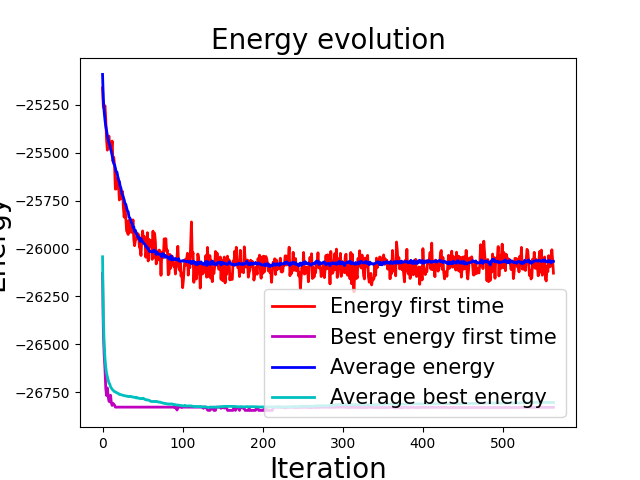 Energy evolution
Energy
−25250
−25500
−25750
−26000
−26250
−26500
−26750
0
100
200
300
400
500
Iteration
Energy first time
Best energy first time
Average energy
Average best energy